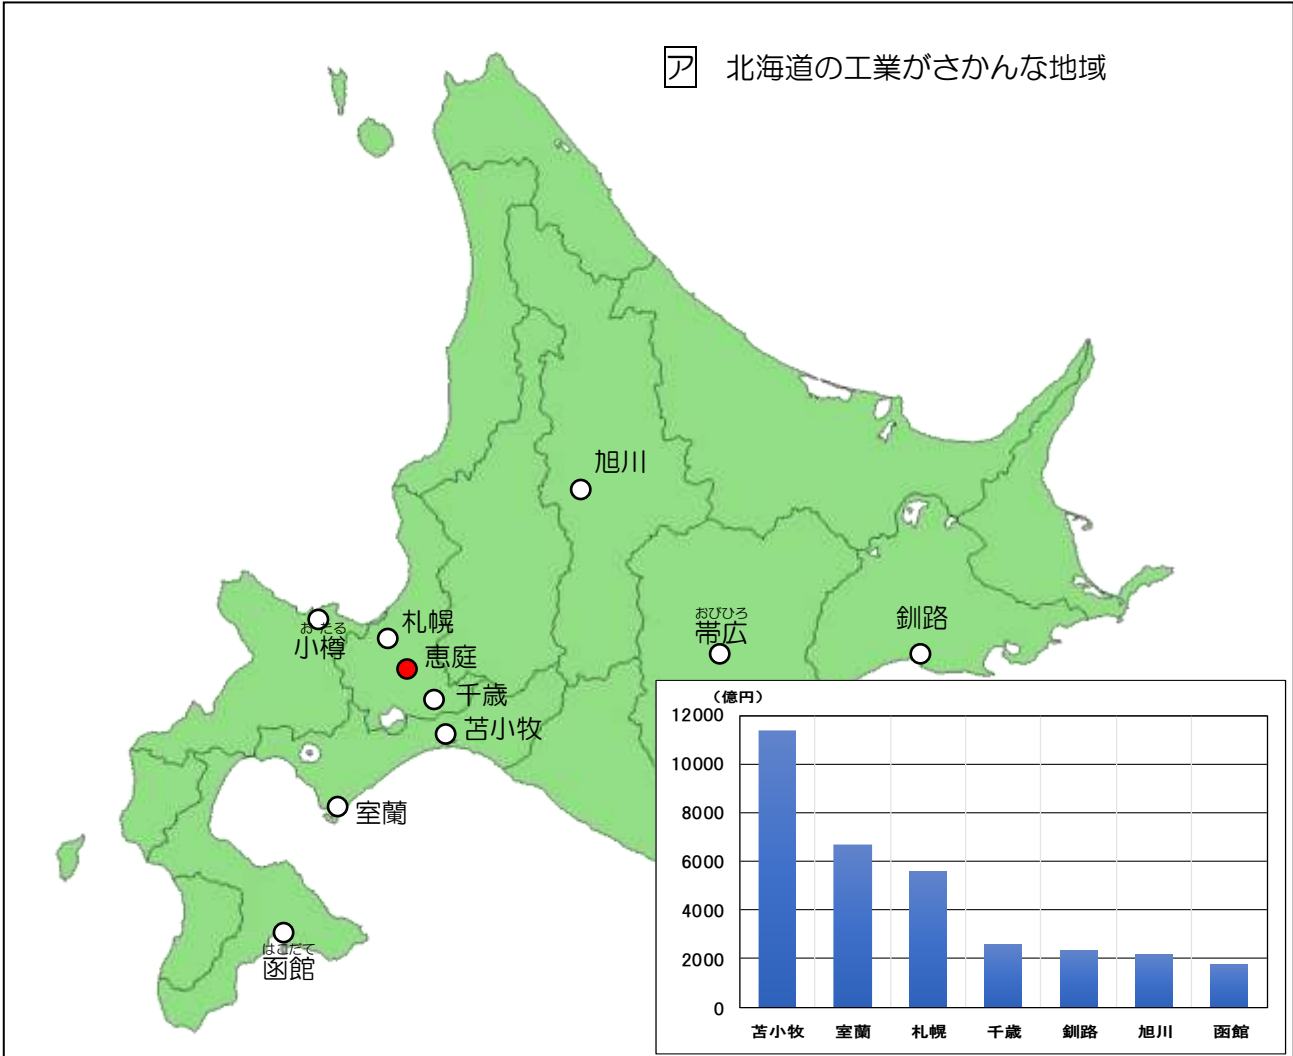 ア 北海道の工業がさかんな地域
旭川
おたる
小樽
札幌
恵庭
千歳
苫小牧
おびひろ
帯広
釧路
室蘭
はこだて
函館
（億円）
12000
10000
8000
6000
4000
2000
0
苫小牧 室蘭 札幌 千歳 釧路 旭川 函館